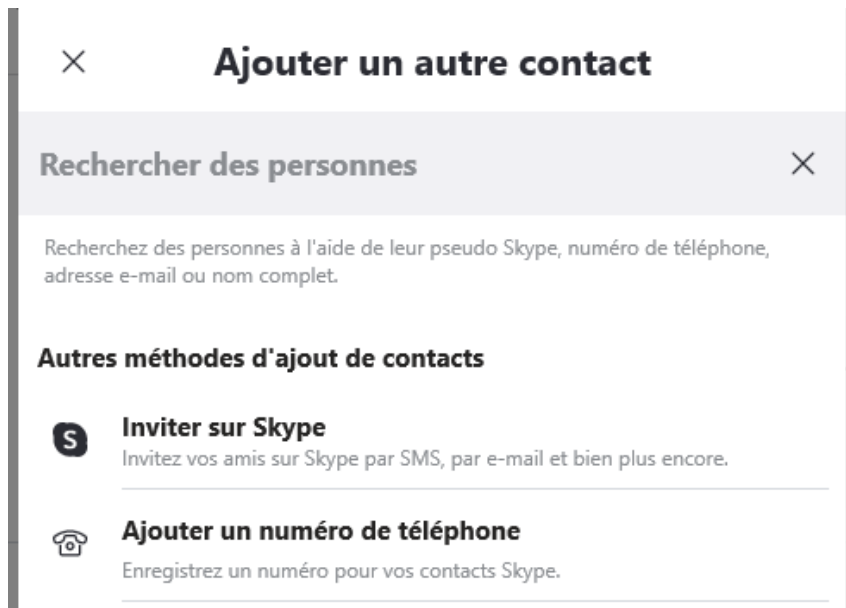 Ajouter un autre contact
Rechercher des personnes
Recherchez des personnes à l'aide de leur pseudo Skype, numéro de téléphone,
adresse e-mail ou nom complet.
Autres méthodes d'ajout de contacts
Inviter sur Skype
Invitez vos amis sur Skype par SMS, par e-mail et bien plus encore.
Ajouter un numéro de téléphone
Enregistrez un numéro pour vos contacts Skype.